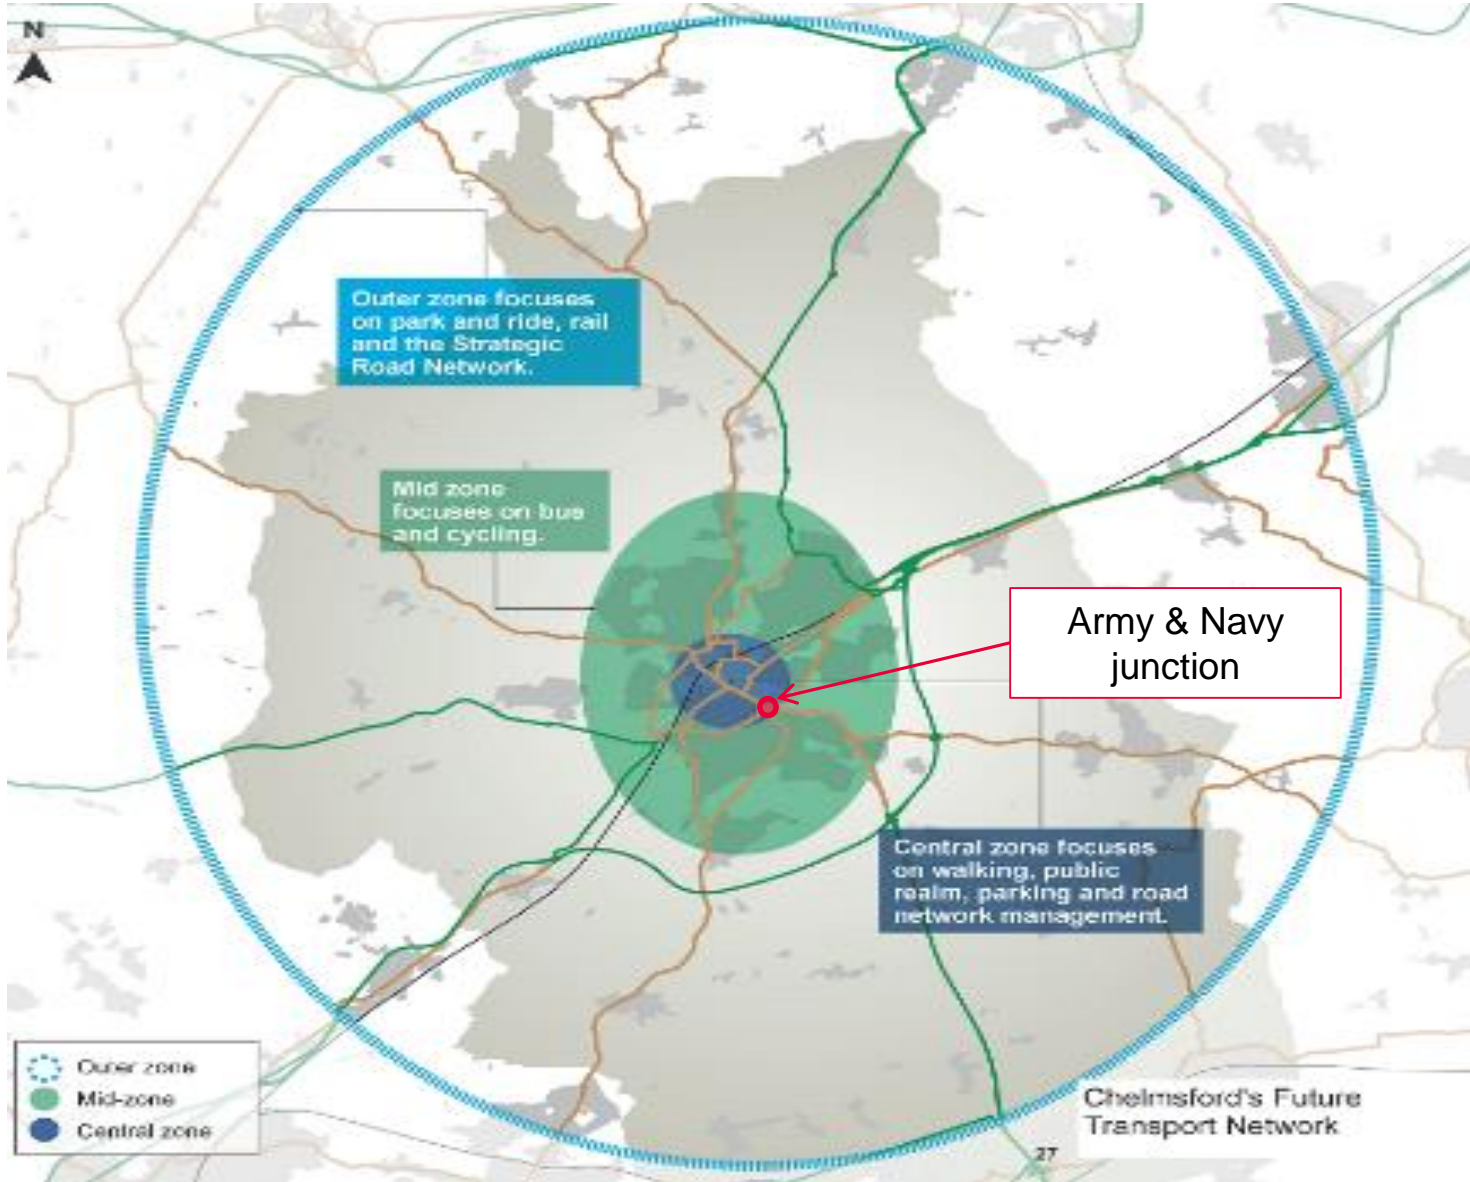 N
Outer zone focuses
on park and ride, rail
and the Strategic
Road Network.
Mid zone
focuses on bus
and cycling.
Army & Navy
junction
Central zone focuses
on walking, public
realm, parking and road
network management.
Outer zone
Mid-zone
Central zone
Chelmsford's Future
Transport Network
27